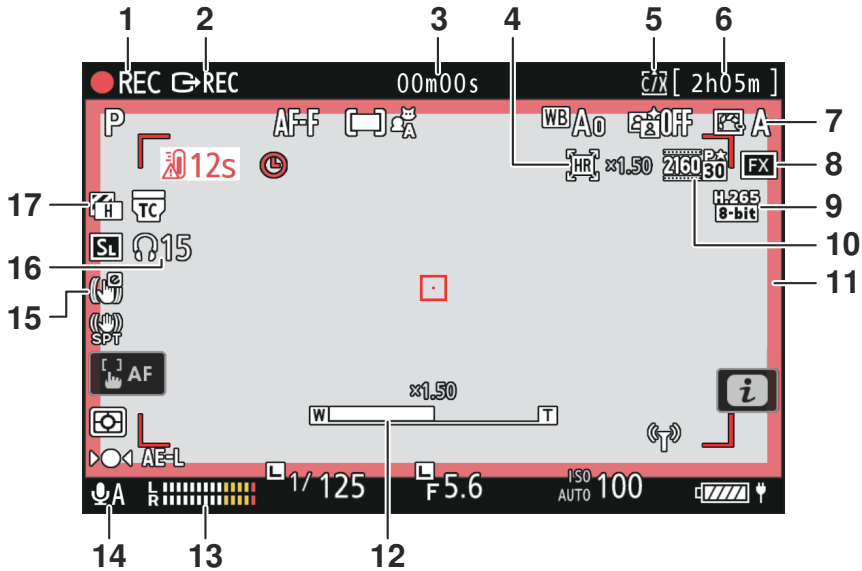 1 2 3 4 5 6
REC REC 00m00s C/X [ 2h05m ]
P AF-F A WB A0 OFF A 7
12s HR ×1.50 2160 P★ 30 FX 8
17 H TC H.265 8-bit 9
SL 15 10
16 11
15 e
SPT
AF ×1.50 i
W T
AE-L
A L R L 1/125 L F5.6 ISO AUTO 100
14 13 12